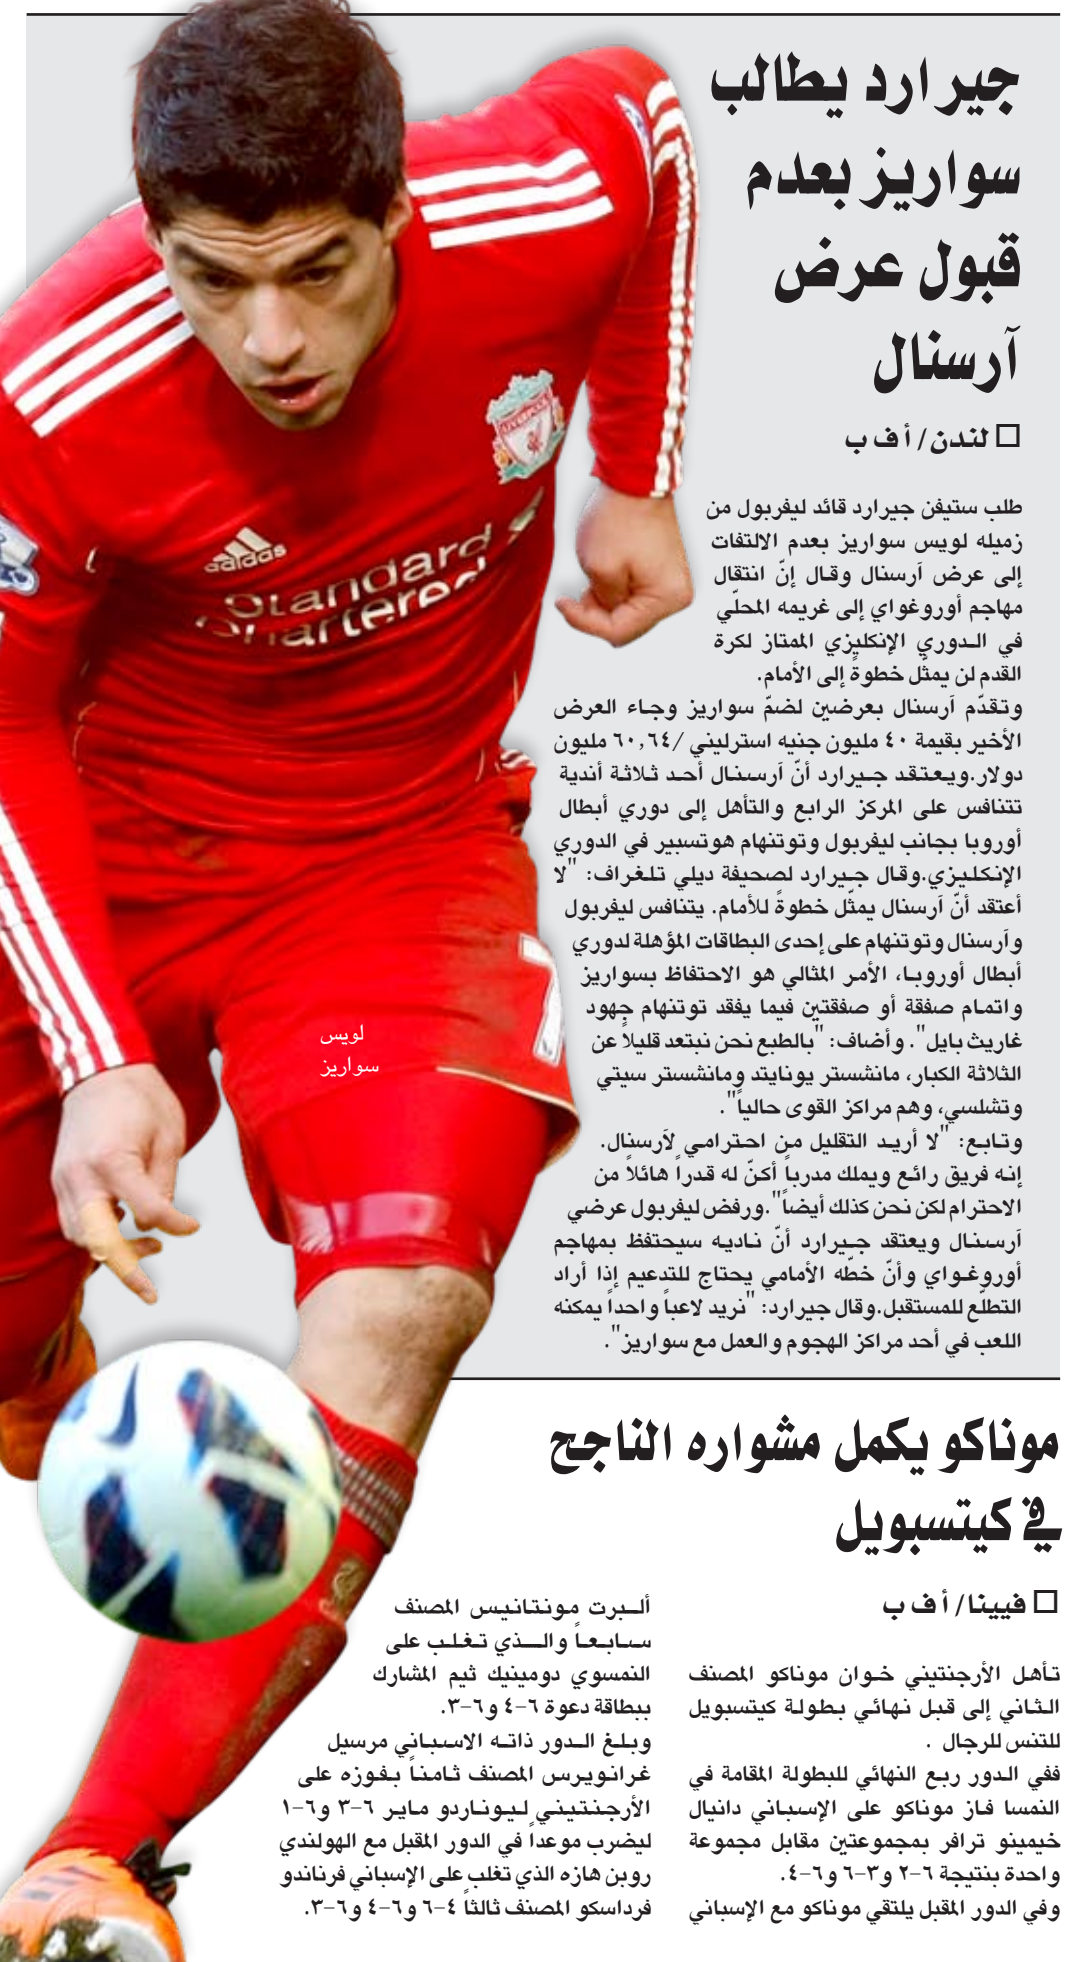 جيرارد يطالب
سواريز بعدم
قبول عرض
آرسنال
□ لندن/ أ ف ب
طلب ستيفن جيرارد قائد ليفربول من
زميله لويس سواريز بعدم الالتفات
إلى عرض آرسنال وقال إنّ انتقال
مهاجم أوروغواي إلى غريمه المحلّي
في الدوري الإنكليزي الممتاز لكرة
القدم لن يمثّل خطوةً إلى الأمام.
وتقدّم آرسنال بعرضين لضمّ سواريز وجاء العرض
الأخير بقيمة ٤٠ مليون جنيه استرليني /٦٠,٦٤ مليون
دولار.ويعتقد جيرارد أنّ آرسنال أحد ثلاثة أندية
تتنافس على المركز الرابع والتأهل إلى دوري أبطال
أوروبا بجانب ليفربول وتوتنهام هوتسبير في الدوري
الإنكليزي.وقال جيرارد لصحيفة ديلي تلغراف: "لا
أعتقد أنّ آرسنال يمثّل خطوةً للأمام. يتنافس ليفربول
وآرسنال وتوتنهام على إحدى البطاقات المؤهلة لدوري
أبطال أوروبا، الأمر المثالي هو الاحتفاظ بسواريز
واتمام صفقة أو صفقتين فيما يفقد توتنهام جهود
غاريث بايل". وأضاف: "بالطبع نحن نبتعد قليلاً عن
الثلاثة الكبار، مانشستر يونايتد ومانشستر سيتي
وتشلسي، وهم مراكز القوى حالياً".
وتابع: "لا أريد التقليل من احترامي لآرسنال.
إنه فريق رائع ويملك مدرباً أكنّ له قدراً هائلاً من
الاحترام لكن نحن كذلك أيضاً".ورفض ليفربول عرضي
آرسنال ويعتقد جيرارد أنّ ناديه سيحتفظ بمهاجم
أوروغواي وأنّ خطّه الأمامي يحتاج للتدعيم إذا أراد
التطلّع للمستقبل.وقال جيرارد: "نريد لاعباً واحداً يمكنه
اللعب في أحد مراكز الهجوم والعمل مع سواريز".
adidas
Standard
Chartered
LIVERPOOL
7
لويس
سواريز
موناكو يكمل مشواره الناجح
في كيتسبويل
□ فيينا/ أ ف ب
تأهل الأرجنتيني خوان موناكو المصنف
الثاني إلى قبل نهائي بطولة كيتسبويل
للتنس للرجال .
ففي الدور ربع النهائي للبطولة المقامة في
النمسا فاز موناكو على الإسباني دانيال
خيمينو ترافر بمجموعتين مقابل مجموعة
واحدة بنتيجة ٦-٢ و٣-٦ و٦-٤.
وفي الدور المقبل يلتقي موناكو مع الإسباني
ألبرت مونتانيس المصنف
سابعاً والذي تغلب على
النمسوي دومينيك ثيم المشارك
ببطاقة دعوة ٦-٤ و٦-٣.
وبلغ الدور ذاته الاسباني مرسيل
غرانويرس المصنف ثامناً بفوزه على
الأرجنتيني ليوناردو ماير ٦-٣ و٦-١
ليضرب موعداً في الدور المقبل مع الهولندي
روبن هازه الذي تغلب على الإسباني فرناندو
فرداسكو المصنف ثالثاً ٤-٦ و٦-٤ و٦-٣.